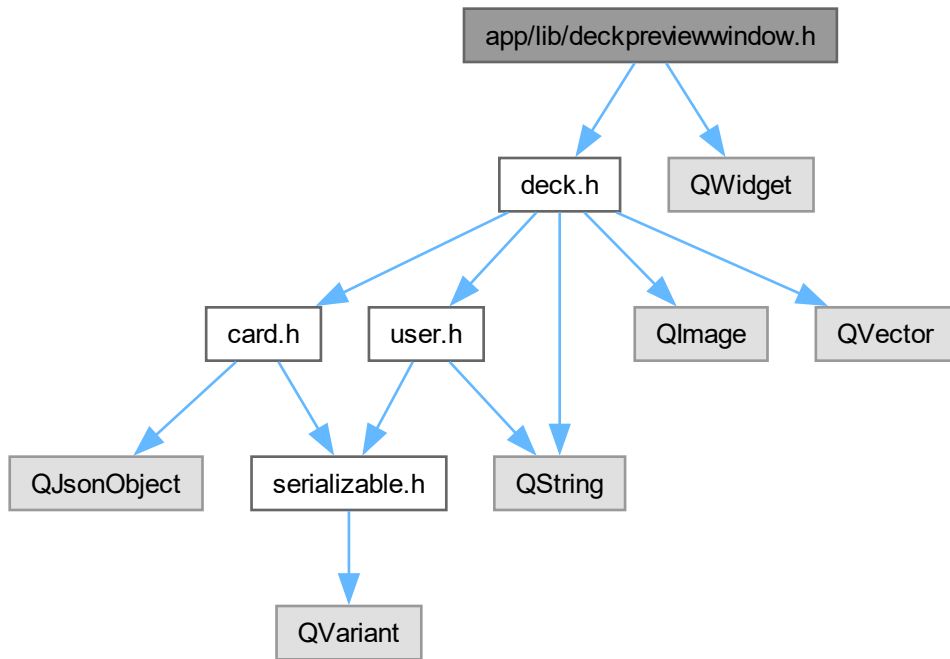 app/lib/deckpreviewwindow.h
deck.h
QWidget
card.h
user.h
QImage
QVector
QJsonObject
serializable.h
QString
QVariant